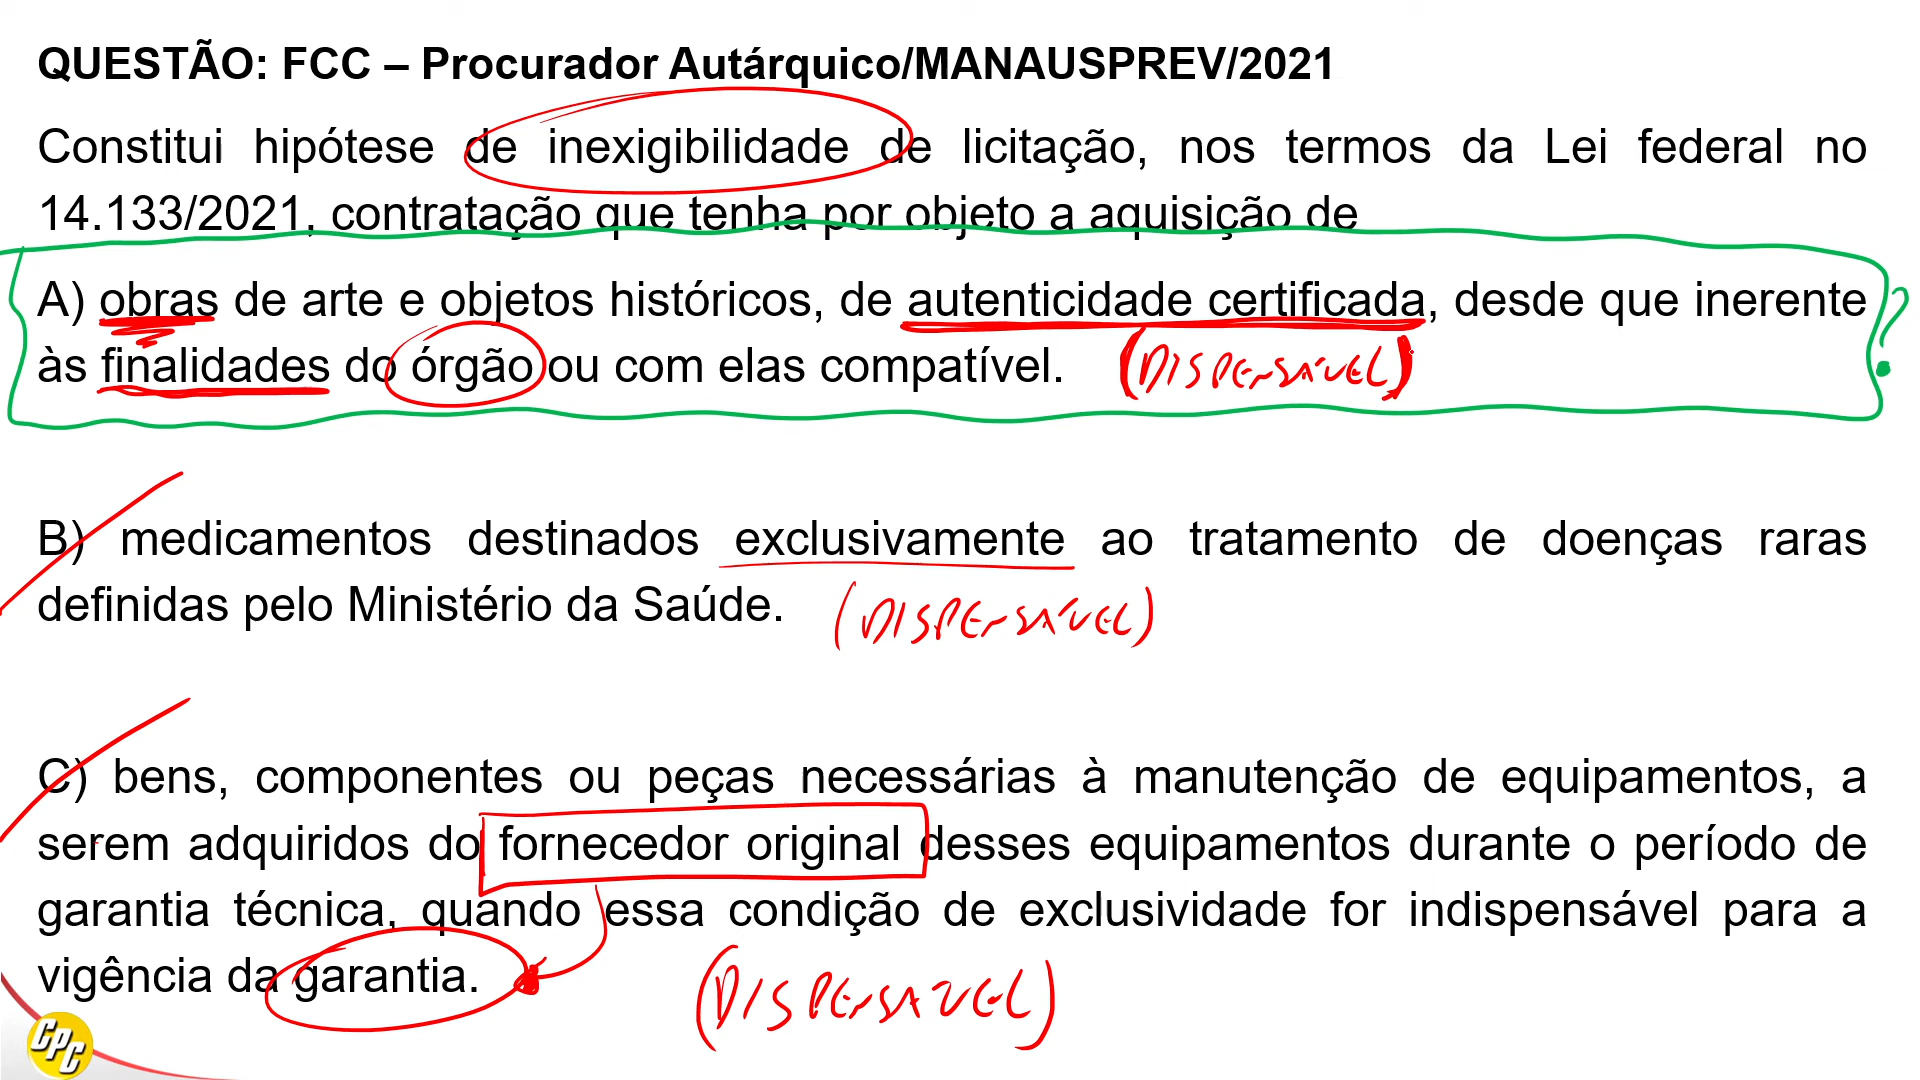 QUESTÃO: FCC – Procurador Autárquico/MANAUSPREV/2021
Constitui hipótese de inexigibilidade de licitação, nos termos da Lei federal no
14.133/2021, contratação que tenha por objeto a aquisição de
A) obras de arte e objetos históricos, de autenticidade certificada, desde que inerente
às finalidades do órgão ou com elas compatível. (DISPENSÁVEL) ?
B) medicamentos destinados exclusivamente ao tratamento de doenças raras
definidas pelo Ministério da Saúde. (DISPENSÁVEL)
C) bens, componentes ou peças necessárias à manutenção de equipamentos, a
serem adquiridos do fornecedor original desses equipamentos durante o período de
garantia técnica, quando essa condição de exclusividade for indispensável para a
vigência da garantia. (DISPENSÁVEL)
CPC